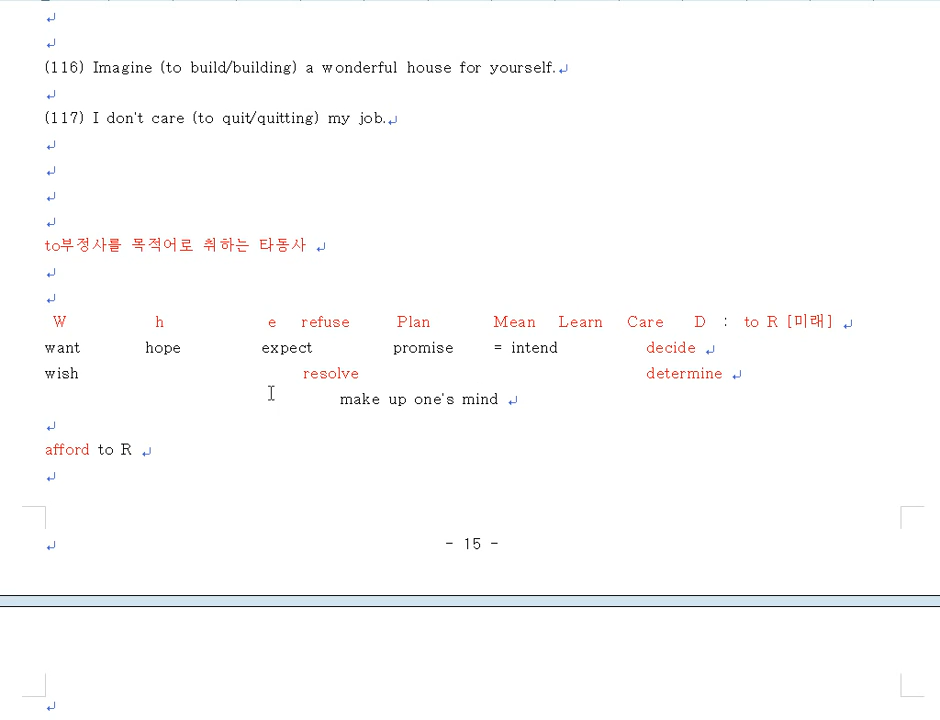 (116) Imagine (to build/building) a wonderful house for yourself.
(117) I don't care (to quit/quitting) my job.
to부정사를 목적어로 취하는 타동사
W h e refuse Plan Mean Learn Care D : to R [미래]
want hope expect promise = intend decide
wish resolve determine
make up one's mind
afford to R
- 15 -